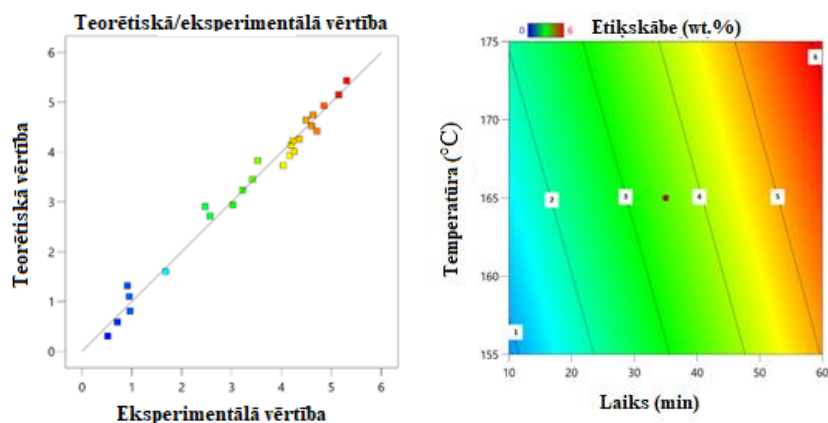 Teorētiskā/eksperimentālā vērtība
6
5
4
3
2
1
0
0 1 2 3 4 5 6
Teorētiskā vērtība
Eksperimentālā vērtība
0 6 Etiķskābe (wt.%)
175
170
165
160
155
10 20 30 40 50 60
Temperatūra (°C)
Laiks (min)
6
2 3 4 5
1